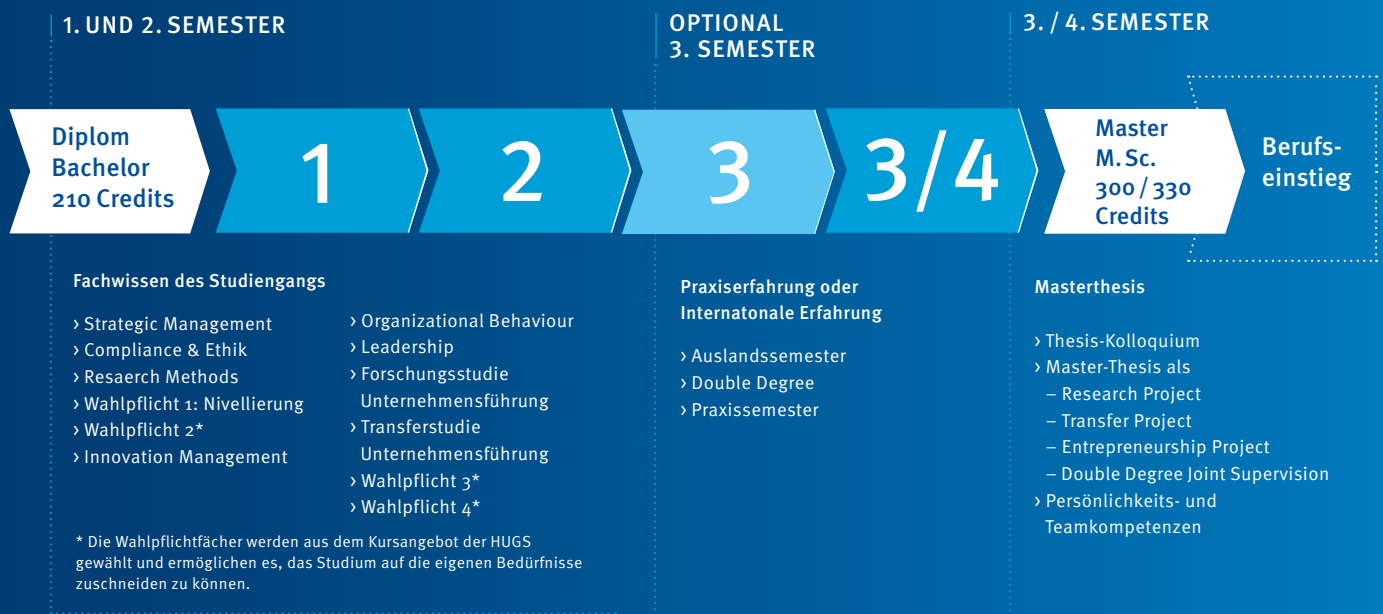 1. UND 2. SEMESTER
OPTIONAL
3. SEMESTER
3. / 4. SEMESTER
Diplom
Bachelor
210 Credits
1
2
3
3/4
Master
M. Sc.
300 / 330
Credits
Berufs-
einstieg
Fachwissen des Studiengangs
› Strategic Management
› Compliance & Ethik
› Resaerch Methods
› Wahlpflicht 1: Nivellierung
› Wahlpflicht 2*
› Innovation Management
› Organizational Behaviour
› Leadership
› Forschungsstudie
Unternehmensführung
› Transferstudie
Unternehmensführung
› Wahlpflicht 3*
› Wahlpflicht 4*
* Die Wahlpflichtfächer werden aus dem Kursangebot der HUGS
gewählt und ermöglichen es, das Studium auf die eigenen Bedürfnisse
zuschneiden zu können.
Praxiserfahrung oder
Internatonale Erfahrung
› Auslandssemester
› Double Degree
› Praxissemester
Masterthesis
› Thesis-Kolloquium
› Master-Thesis als
– Research Project
– Transfer Project
– Entrepreneurship Project
– Double Degree Joint Supervision
› Persönlichkeits- und
Teamkompetenzen